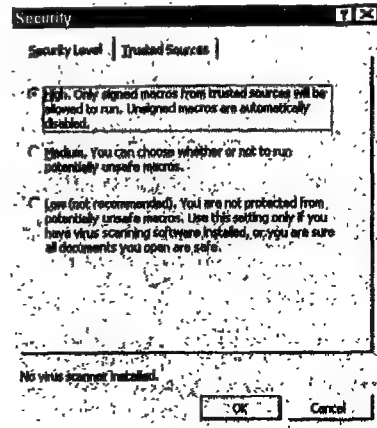 Security
Security Level Trusted Sources
High. Only signed macros from trusted sources will be
allowed to run. Unsigned macros are automatically
disabled.
Medium. You can choose whether or not to run
potentially unsafe macros.
Low (not recommended). You are not protected from
potentially unsafe macros. Use this setting only if you
have virus scanning software installed, or you are sure
all documents you open are safe.
No virus scanner installed.
OK Cancel